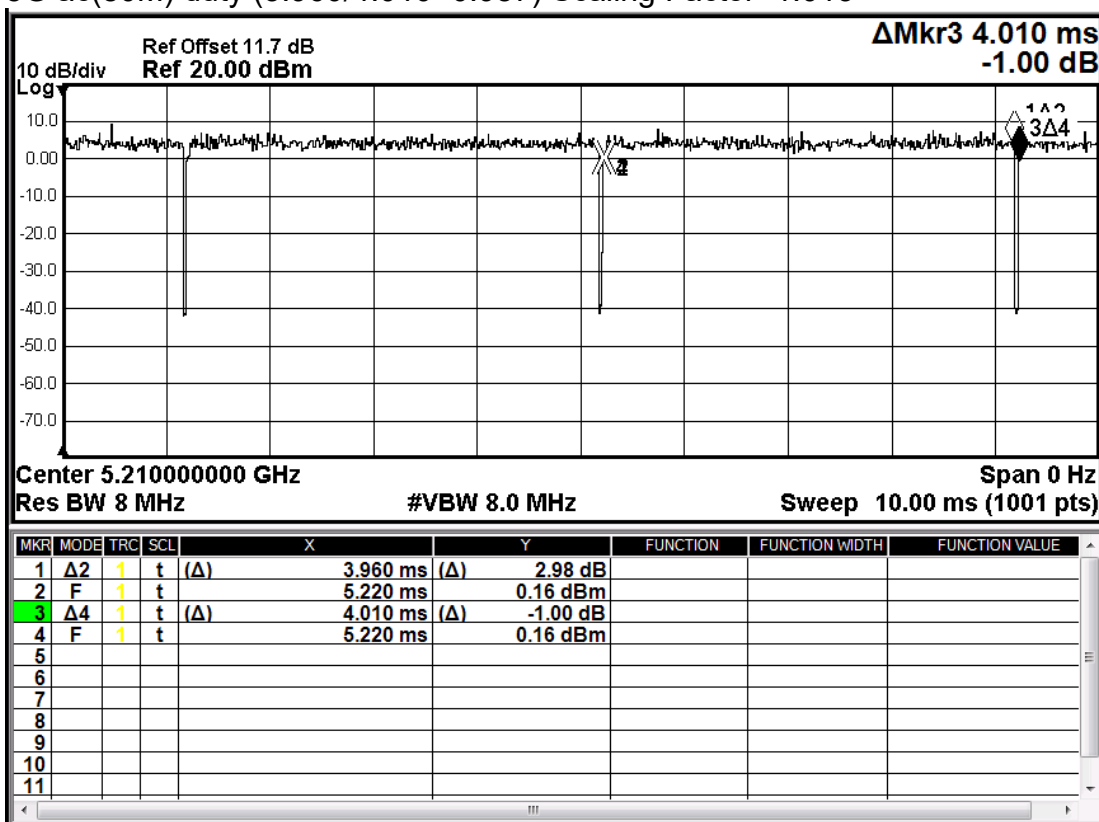 ΔMkr3 4.010 ms
Ref Offset 11.7 dB
10 dB/div Ref 20.00 dBm -1.00 dB
Log
10.0
3Δ4
0.00
-10.0
-20.0
-30.0
-40.0
-50.0
-60.0
-70.0
Center 5.210000000 GHz Span 0 Hz
Res BW 8 MHz #VBW 8.0 MHz Sweep 10.00 ms (1001 pts)
MKR MODE TRC SCL X Y FUNCTION FUNCTION WIDTH FUNCTION VALUE
1 Δ2 1 t (Δ) 3.960 ms (Δ) 2.98 dB
2 F 1 t 5.220 ms 0.16 dBm
3 Δ4 1 t (Δ) 4.010 ms (Δ) -1.00 dB
4 F 1 t 5.220 ms 0.16 dBm
5
6
7
8
9
10
11